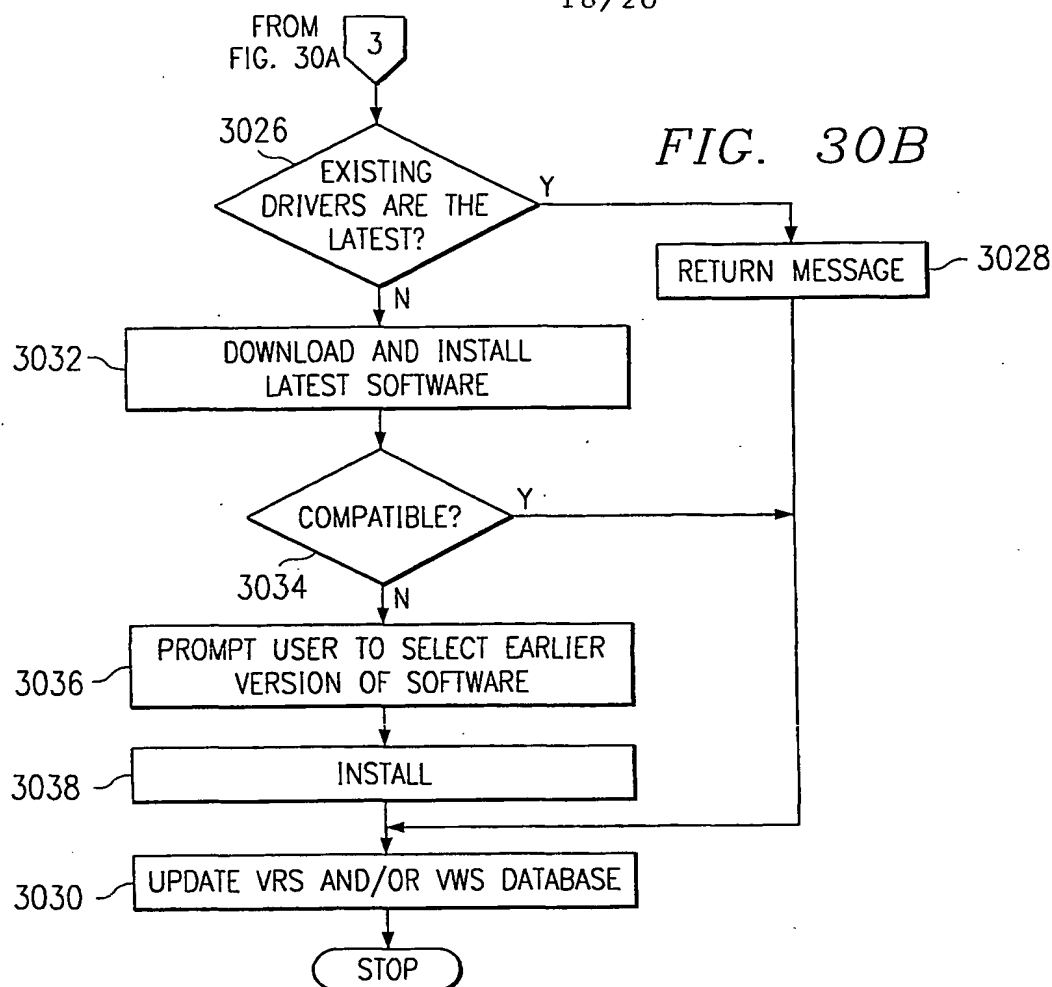 18/26
FROM
FIG. 30A
3
FIG. 30B
3026
EXISTING
DRIVERS ARE THE
LATEST?
Y
RETURN MESSAGE
3028
N
3032
DOWNLOAD AND INSTALL
LATEST SOFTWARE
COMPATIBLE?
Y
3034
N
PROMPT USER TO SELECT EARLIER
VERSION OF SOFTWARE
3036
INSTALL
3038
UPDATE VRS AND/OR VWS DATABASE
3030
STOP